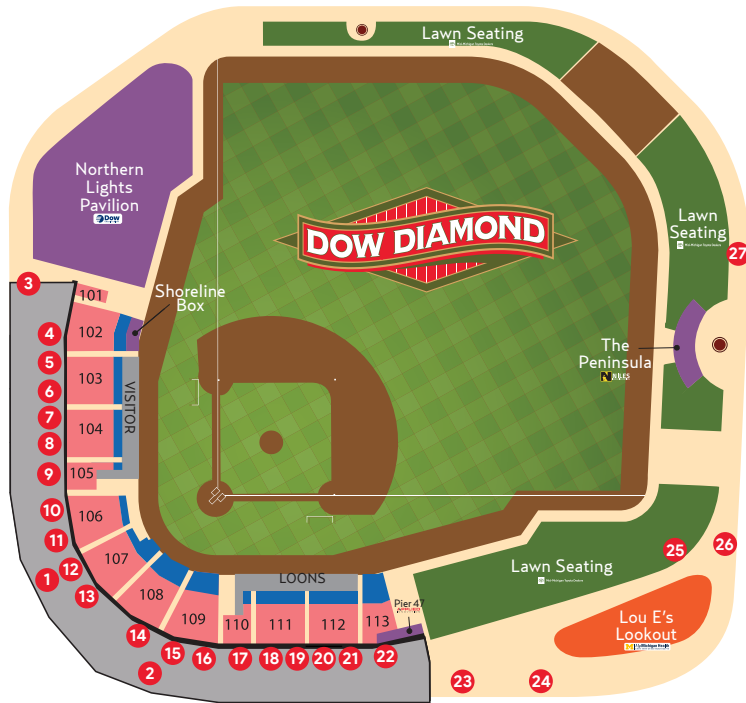 Lawn Seating
Northern
Lights
Pavilion
Dow
DOW DIAMOND
Lawn
Seating
27
3
101
Shoreline
Box
4
102
The
Peninsula
5
103
VISITOR
6
7
104
8
9
105
10
106
11
107
12
1
13
108
14
109
15
2
16
LOONS
110
111
112
113
Pier 47
17
18
19
20
21
22
Lawn Seating
25
26
Lou E's
Lookout
23
24